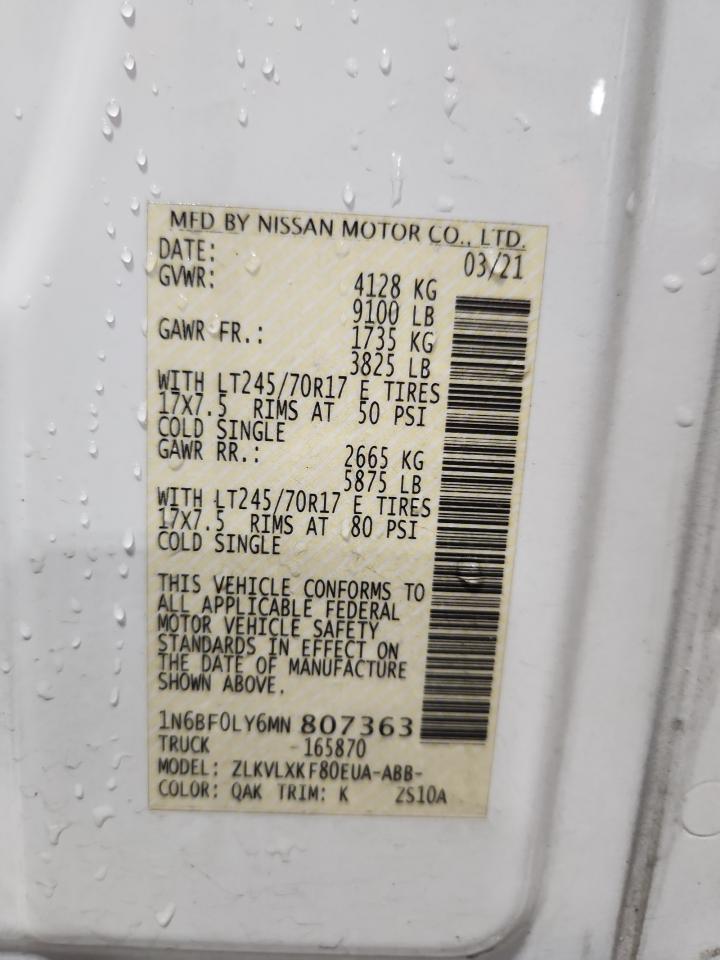 MFD BY NISSAN MOTOR CO., LTD.
DATE: 03/21
GVWR: 4128 KG
9100 LB
GAWR FR.: 1735 KG
3825 LB
WITH LT245/70R17 E TIRES
17X7.5 RIMS AT 50 PSI
COLD SINGLE
GAWR RR.: 2665 KG
5875 LB
WITH LT245/70R17 E TIRES
17X7.5 RIMS AT 80 PSI
COLD SINGLE
THIS VEHICLE CONFORMS TO
ALL APPLICABLE FEDERAL
MOTOR VEHICLE SAFETY
STANDARDS IN EFFECT ON
THE DATE OF MANUFACTURE
SHOWN ABOVE.
1N6BF0LY6MN 807363
TRUCK -165870
MODEL: ZLKVLXKF80EUA-ABB-
COLOR: QAK TRIM: K ZS10A